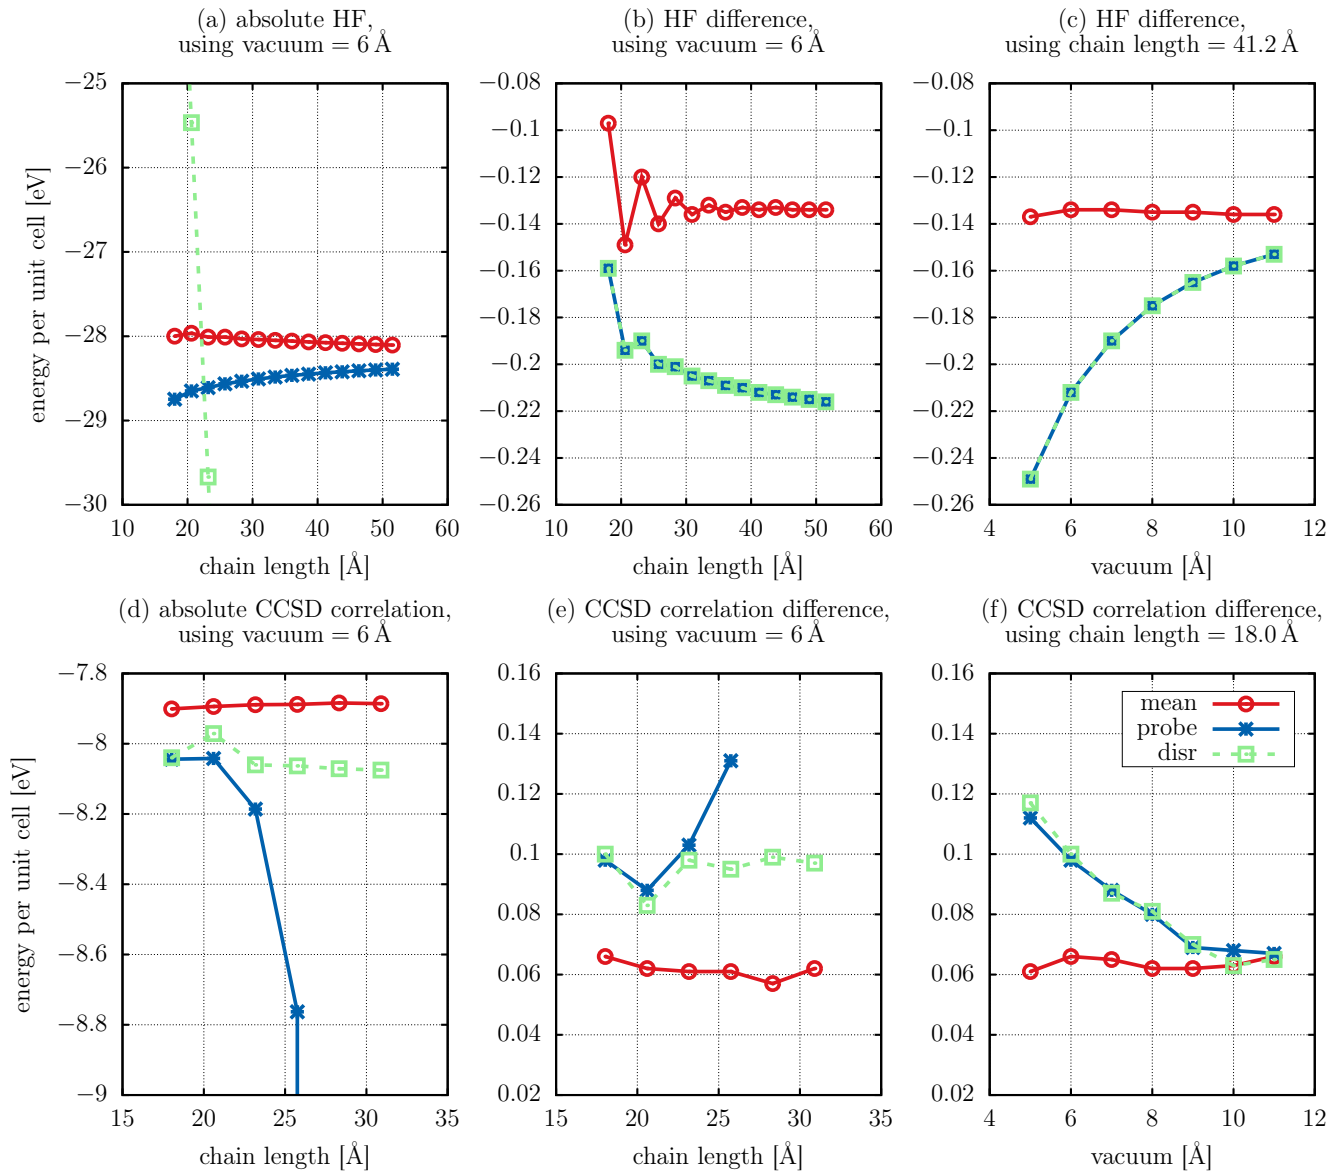 (a) absolute HF,
using vacuum = 6 Å
(b) HF difference,
using vacuum = 6 Å
(c) HF difference,
using chain length = 41.2 Å
energy per unit cell [eV]
−25
−26
−27
−28
−29
−30
10 20 30 40 50 60
chain length [Å]
−0.08
−0.1
−0.12
−0.14
−0.16
−0.18
−0.2
−0.22
−0.24
−0.26
10 20 30 40 50 60
chain length [Å]
−0.08
−0.1
−0.12
−0.14
−0.16
−0.18
−0.2
−0.22
−0.24
−0.26
4 6 8 10 12
vacuum [Å]
(d) absolute CCSD correlation,
using vacuum = 6 Å
(e) CCSD correlation difference,
using vacuum = 6 Å
(f) CCSD correlation difference,
using chain length = 18.0 Å
energy per unit cell [eV]
−7.8
−8
−8.2
−8.4
−8.6
−8.8
−9
15 20 25 30 35
chain length [Å]
0.16
0.14
0.12
0.1
0.08
0.06
0.04
0.02
15 20 25 30 35
chain length [Å]
0.16
0.14
0.12
0.1
0.08
0.06
0.04
0.02
mean
probe
disr
4 6 8 10 12
vacuum [Å]